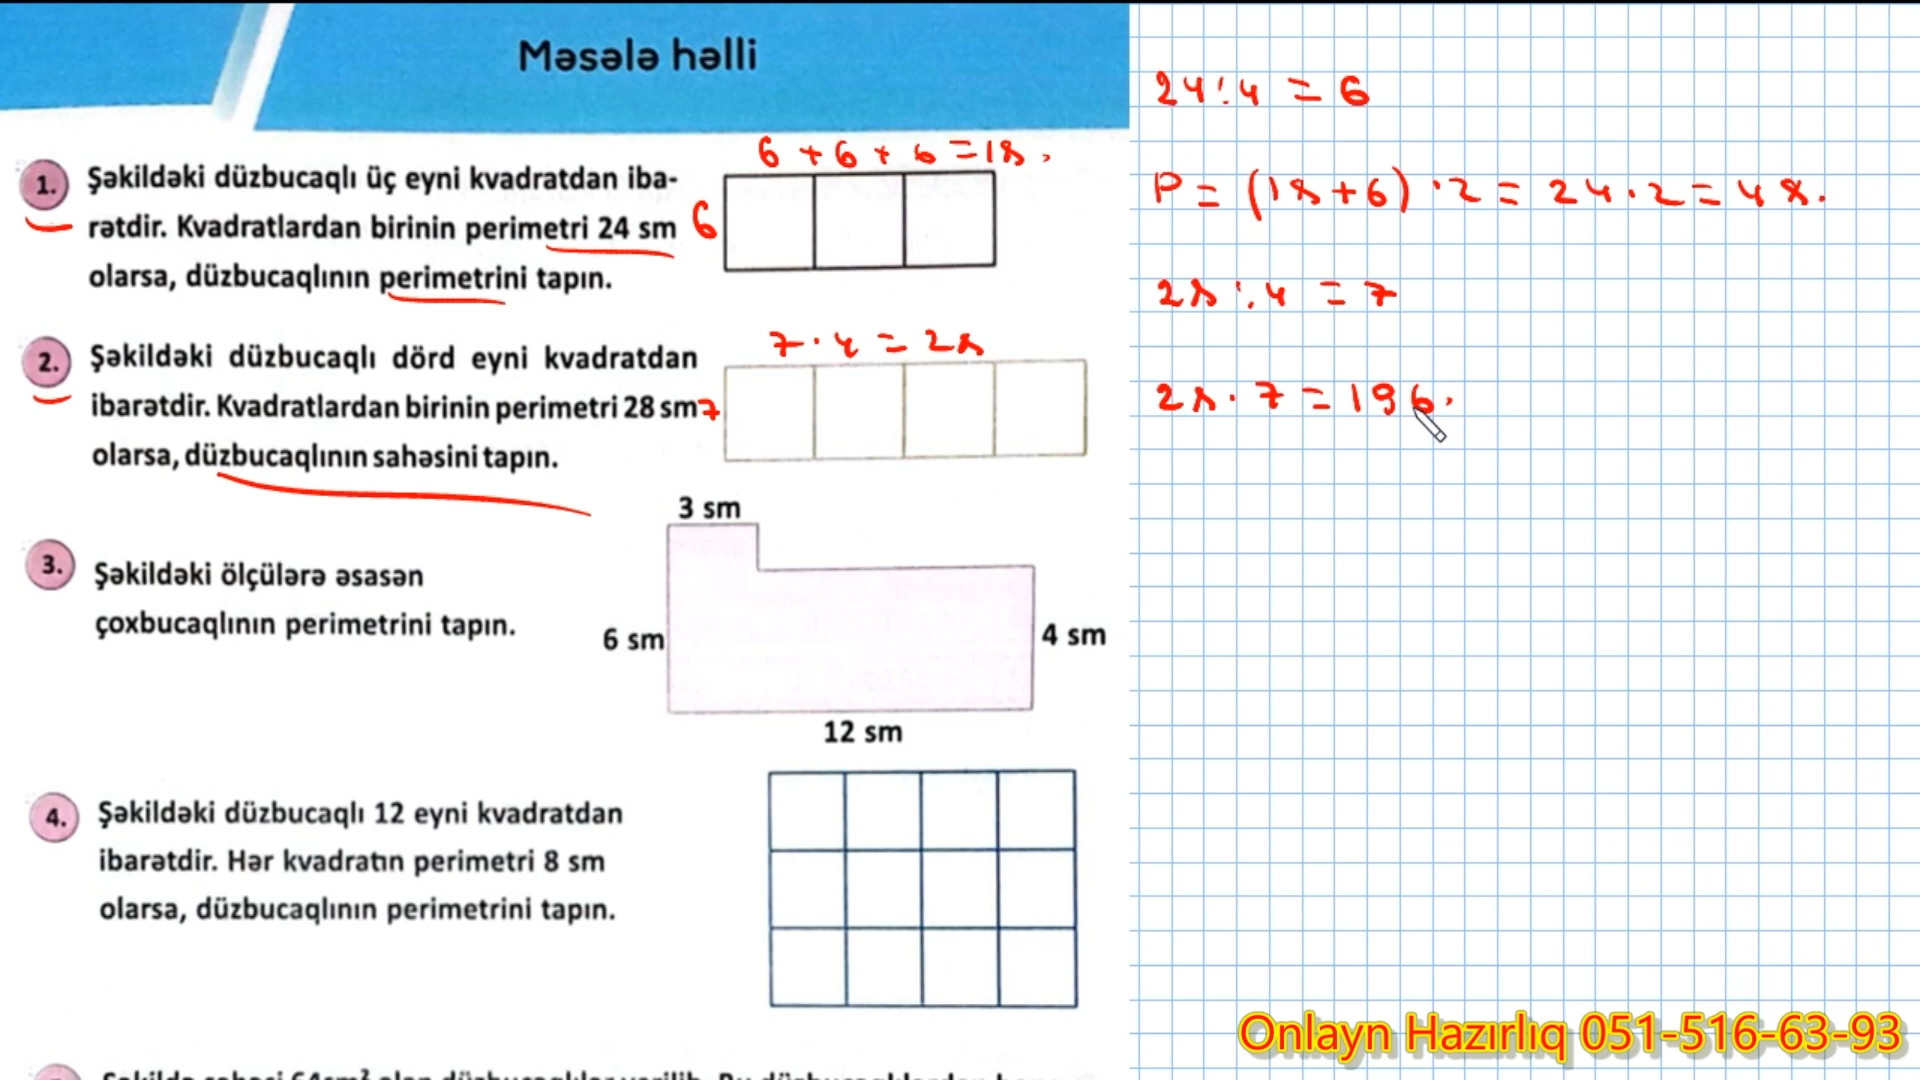 Məsələ həlli
1.
Şəkildəki düzbucaqlı üç eyni kvadratdan iba-
rətdir. Kvadratlardan birinin perimetri 24 sm
olarsa, düzbucaqlının perimetrini tapın.
6 + 6 + 6 = 18.
6
2.
Şəkildəki düzbucaqlı dörd eyni kvadratdan
ibarətdir. Kvadratlardan birinin perimetri 28 sm
olarsa, düzbucaqlının sahəsini tapın.
7 · 4 = 28
7
3.
Şəkildəki ölçülərə əsasən
çoxbucaqlının perimetrini tapın.
3 sm
6 sm
4 sm
12 sm
4.
Şəkildəki düzbucaqlı 12 eyni kvadratdan
ibarətdir. Hər kvadratın perimetri 8 sm
olarsa, düzbucaqlının perimetrini tapın.
24 : 4 = 6
P = (18 + 6) · 2 = 24 · 2 = 48.
28 : 4 = 7
28 · 7 = 196.
Onlayn Hazırlıq 051-516-63-93